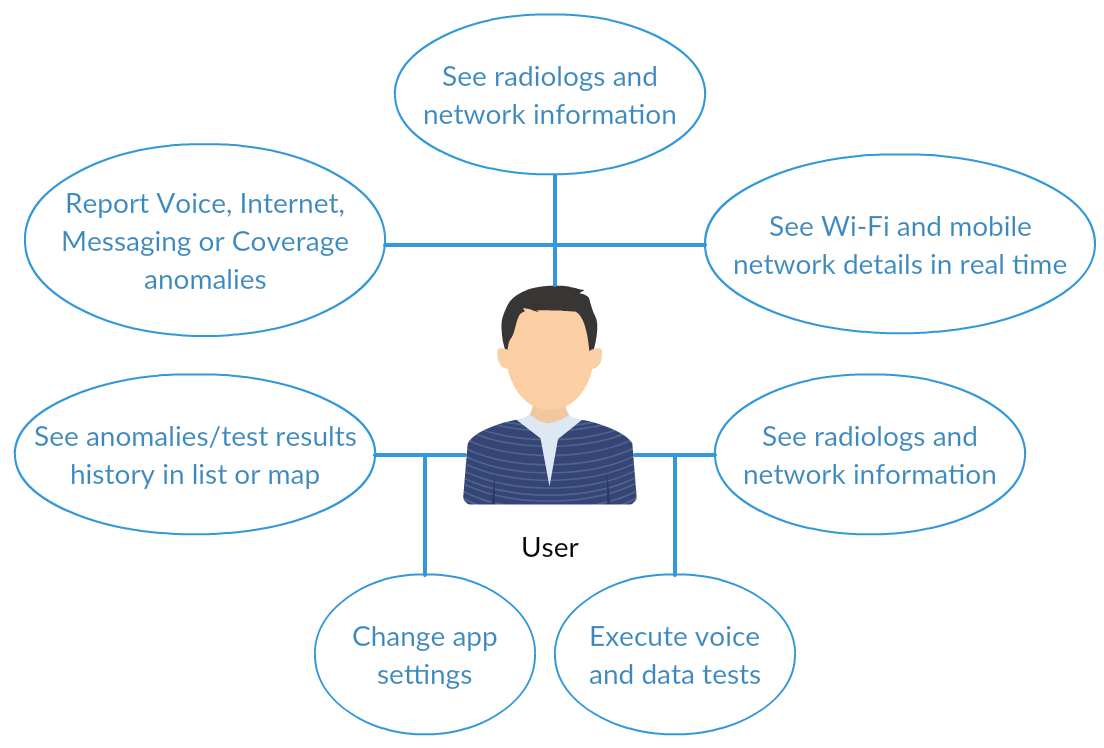 See radiologs and
network information
Report Voice, Internet,
Messaging or Coverage
anomalies
See Wi-Fi and mobile
network details in real time
See anomalies/test results
history in list or map
See radiologs and
network information
User
Change app
settings
Execute voice
and data tests